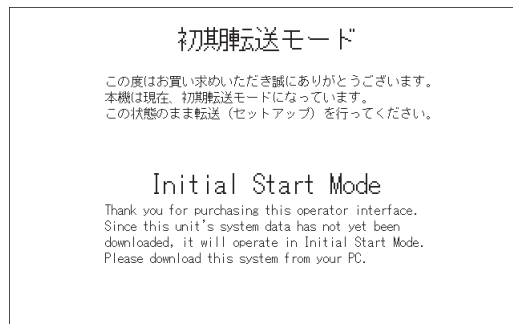 初期転送モード
この度はお買い求めいただき誠にありがとうございます。
本機は現在、初期転送モードになっています。
この状態のまま転送（セットアップ）を行ってください。
Initial Start Mode
Thank you for purchasing this operator interface.
Since this unit's system data has not yet been
downloaded, it will operate in Initial Start Mode.
Please download this system from your PC.